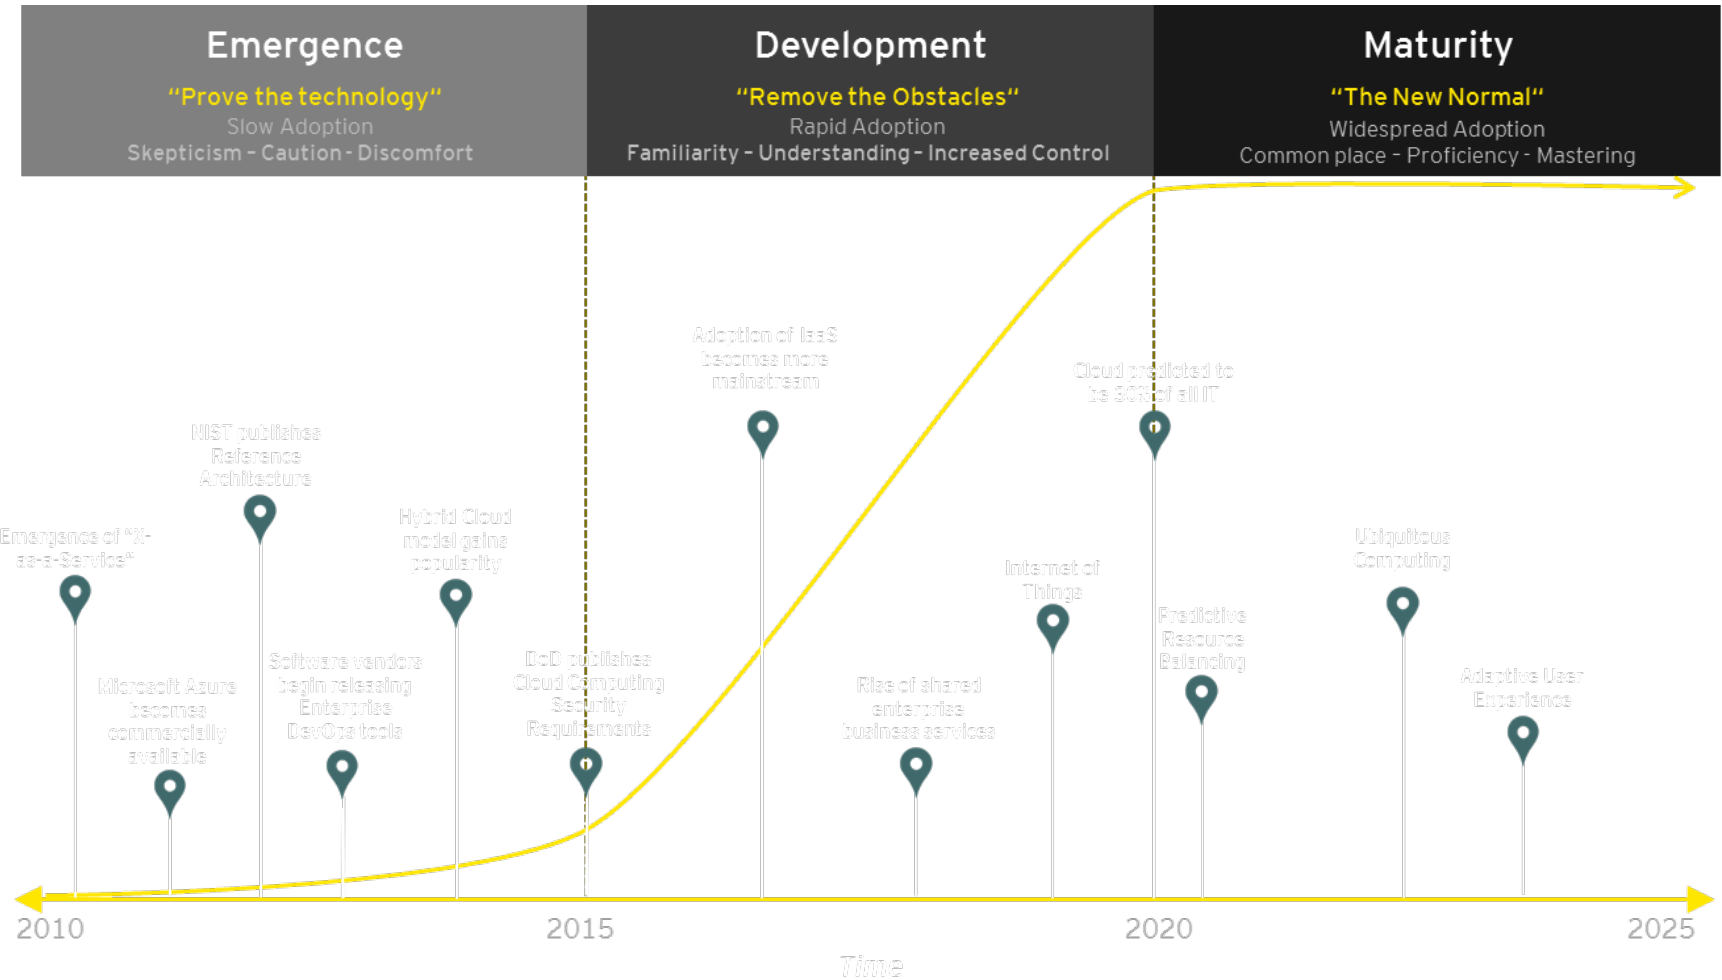 Emergence
“Prove the technology“
Slow Adoption
Skepticism – Caution - Discomfort
Development
“Remove the Obstacles“
Rapid Adoption
Familiarity – Understanding – Increased Control
Maturity
“The New Normal“
Widespread Adoption
Common place – Proficiency - Mastering
Emergence of “X-
as-a-Service“
Microsoft Azure
becomes
commercially
available
NIST publishes
Reference
Architecture
Software vendors
begin releasing
Enterprise
DevOps tools
Hybrid Cloud
model gains
popularity
DoD publishes
Cloud Computing
Security
Requirements
Adoption of IaaS
becomes more
mainstream
Rise of shared
enterprise
business services
Internet of
Things
Cloud predicted to
be 30% of all IT
Predictive
Resource
Balancing
Ubiquitous
Computing
Adaptive User
Experience
2010
2015
2020
2025
Time